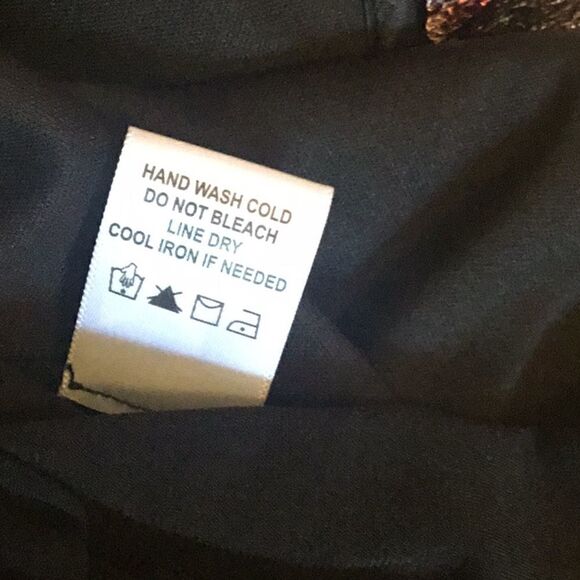 HAND WASH COLD
DO NOT BLEACH
LINE DRY
COOL IRON IF NEEDED